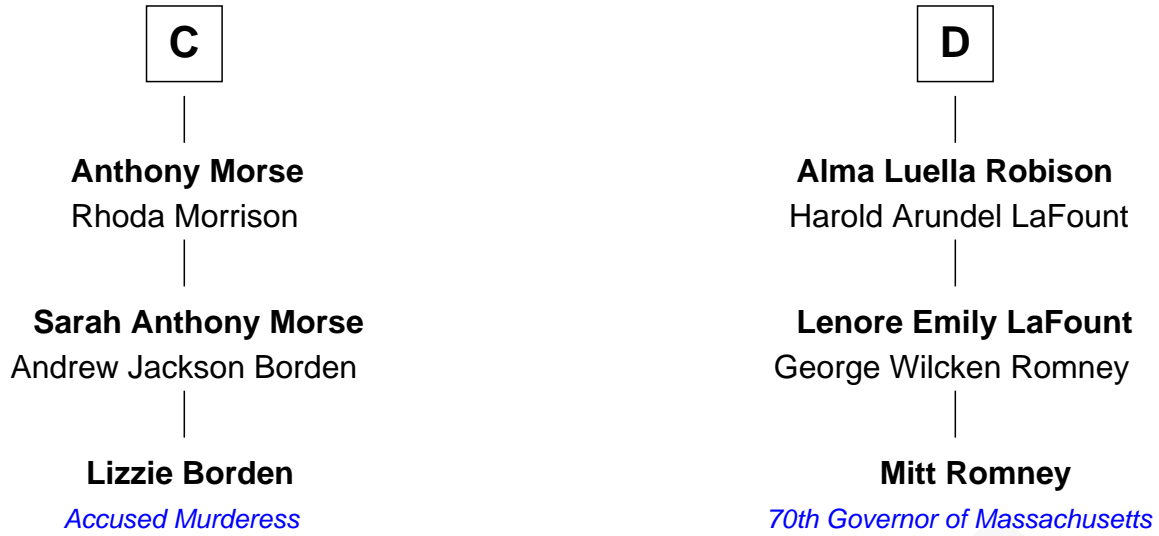 C
Anthony Morse
Rhoda Morrison
Sarah Anthony Morse
Andrew Jackson Borden
Lizzie Borden
Accused Murderess
D
Alma Luella Robison
Harold Arundel LaFount
Lenore Emily LaFount
George Wilcken Romney
Mitt Romney
70th Governor of Massachusetts